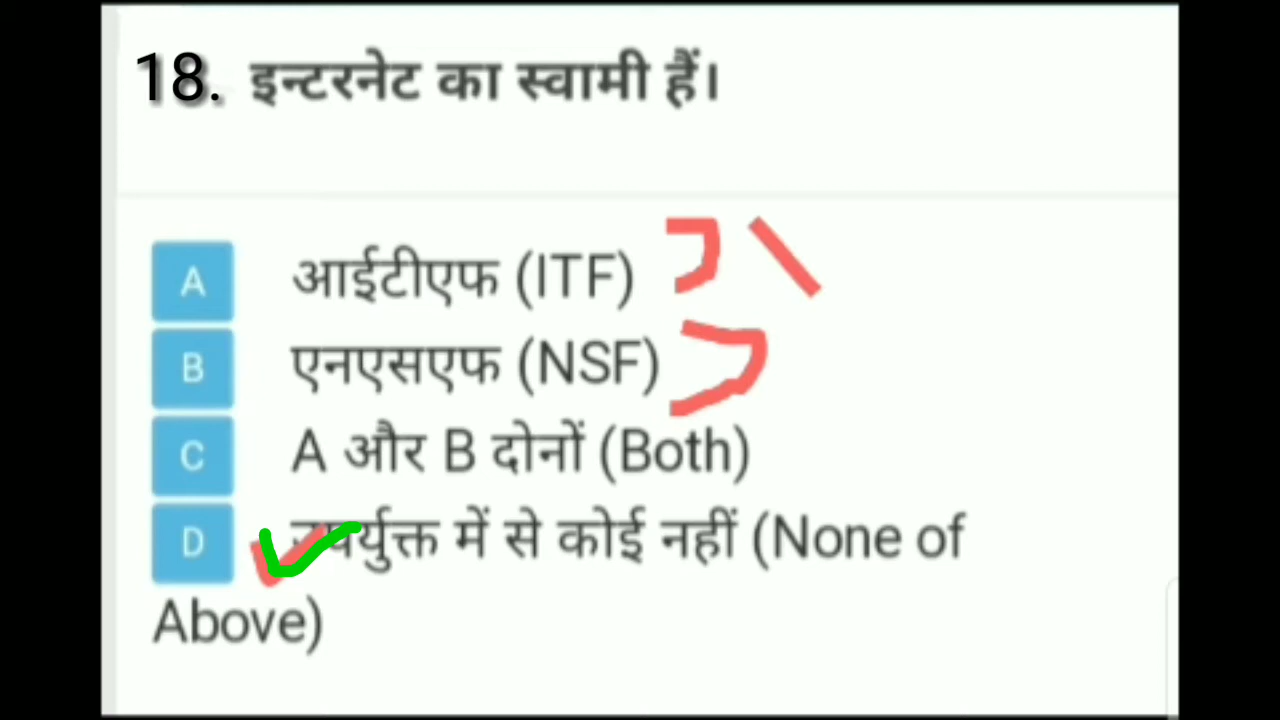 18. इन्टरनेट का स्वामी हैं।
A आईटीएफ (ITF)
B एनएसएफ (NSF)
C A और B दोनों (Both)
D उपर्युक्त में से कोई नहीं (None of
Above)